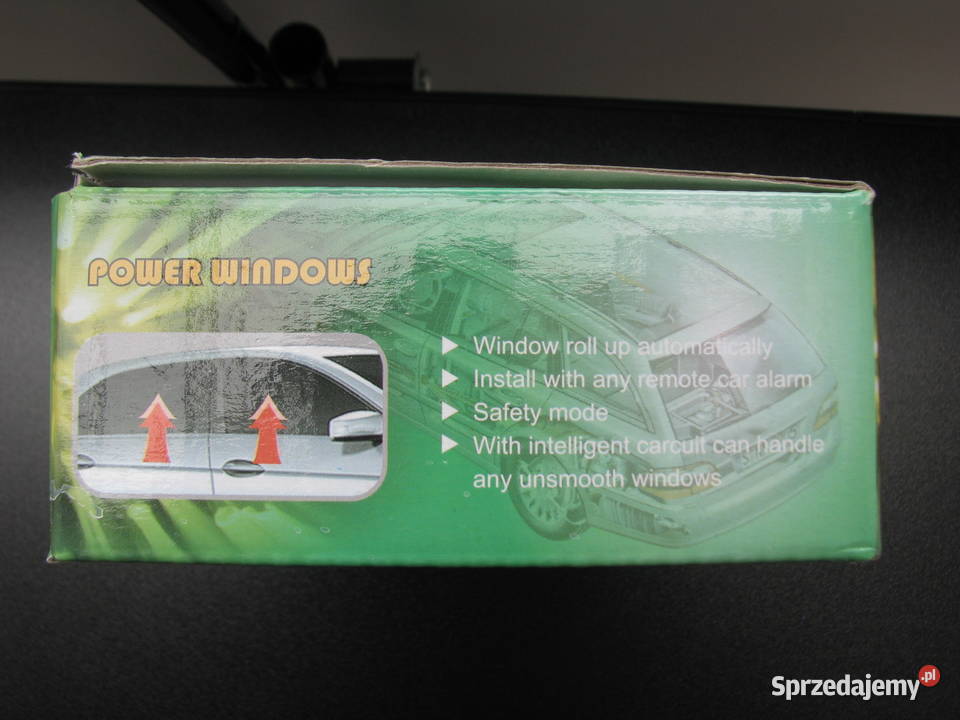 POWER WINDOWS
▶ Window roll up automatically
▶ Install with any remote car alarm
▶ Safety mode
▶ With intelligent carcult can handle
any unsmooth windows
Sprzedajemy.pl